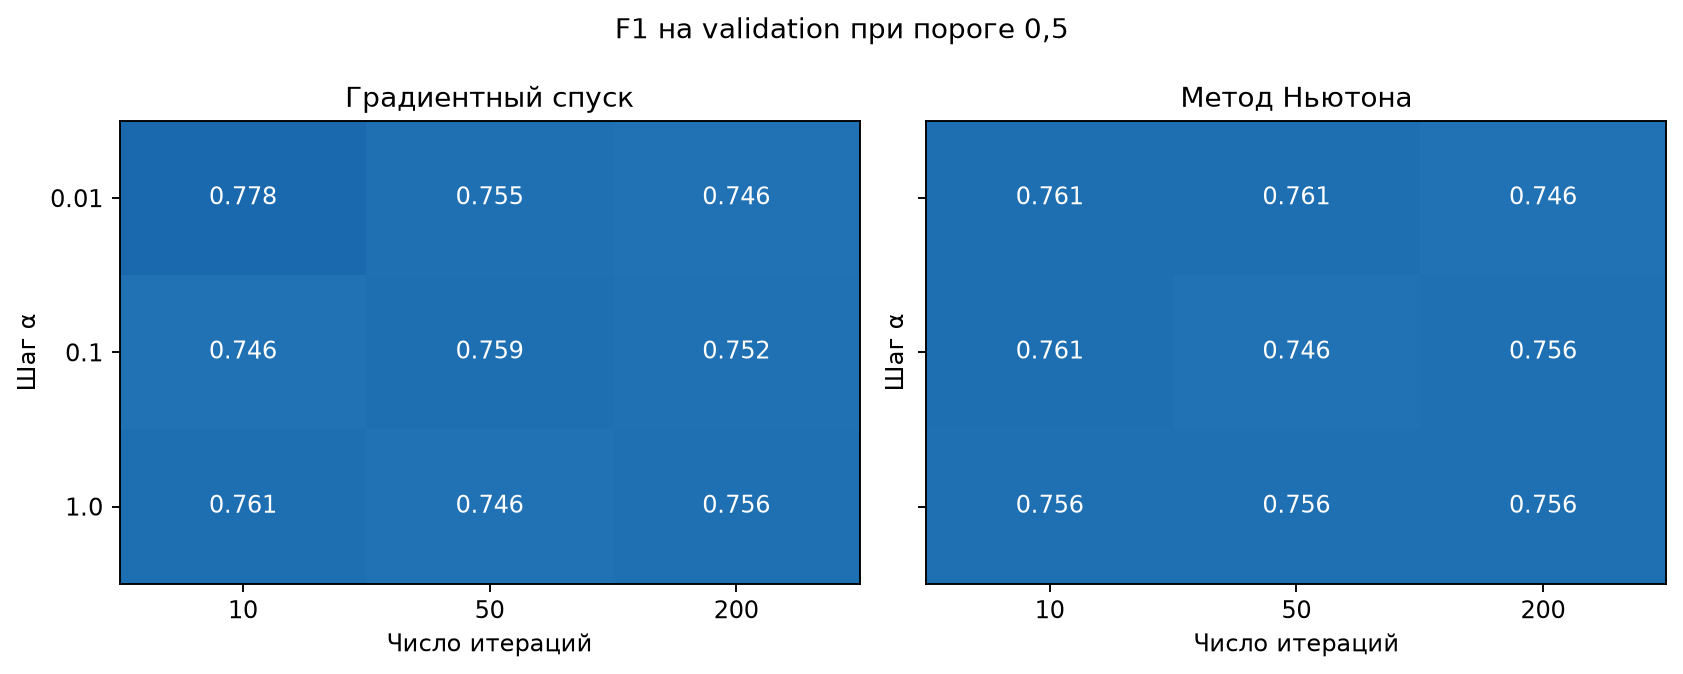 F1 на validation при пороге 0,5
Градиентный спуск
Шаг α
0.01
0.778 0.755 0.746
0.1
0.746 0.759 0.752
1.0
0.761 0.746 0.756
10 50 200
Число итераций
Метод Ньютона
Шаг α
0.761 0.761 0.746
0.761 0.746 0.756
0.756 0.756 0.756
10 50 200
Число итераций